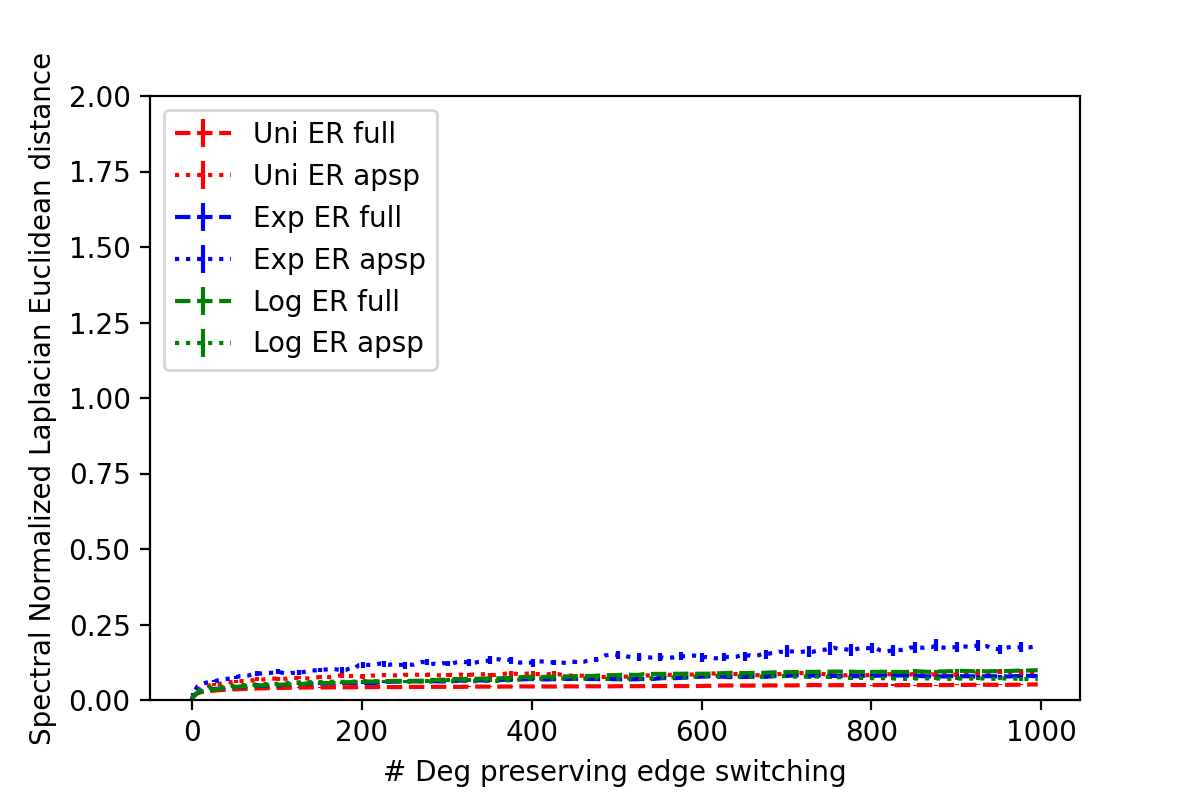 Spectral Normalized Laplacian Euclidean distance
2.00
1.75
1.50
1.25
1.00
0.75
0.50
0.25
0.00
Uni ER full
Uni ER apsp
Exp ER full
Exp ER apsp
Log ER full
Log ER apsp
0 200 400 600 800 1000
# Deg preserving edge switching